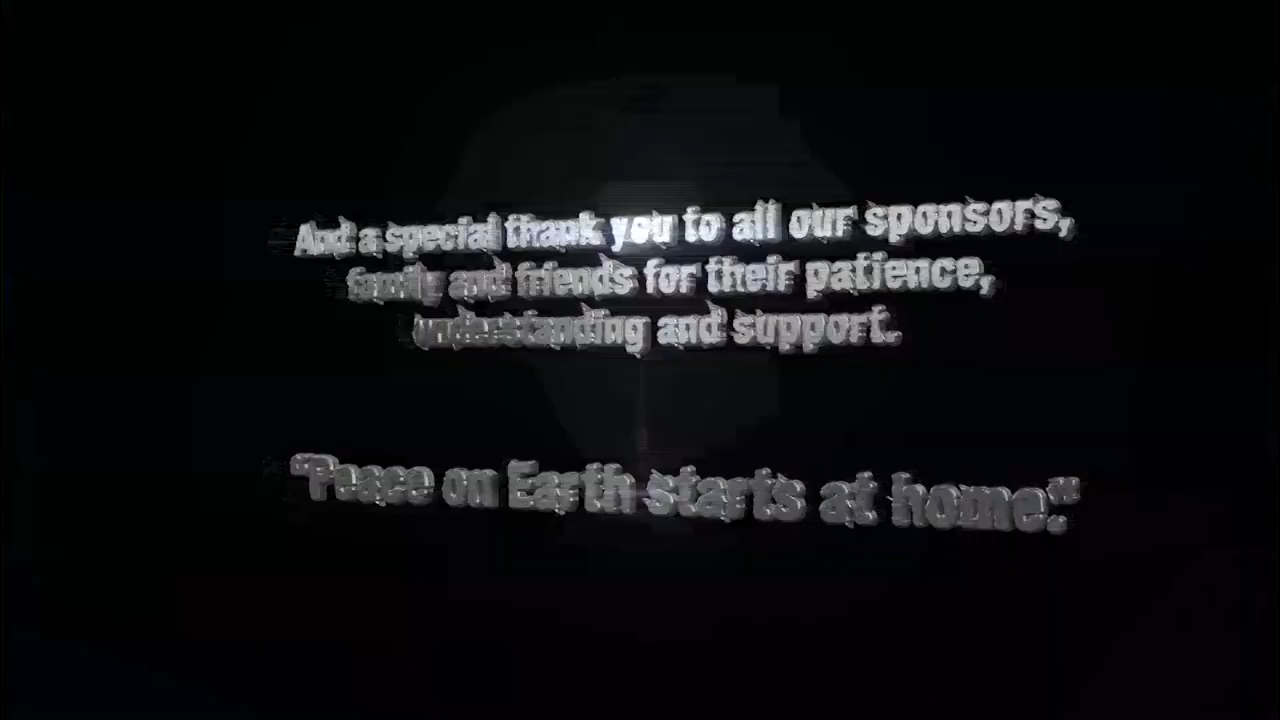 And a special thank you to all our sponsors,
family and friends for their patience,
understanding and support.
"Peace on Earth starts at home."